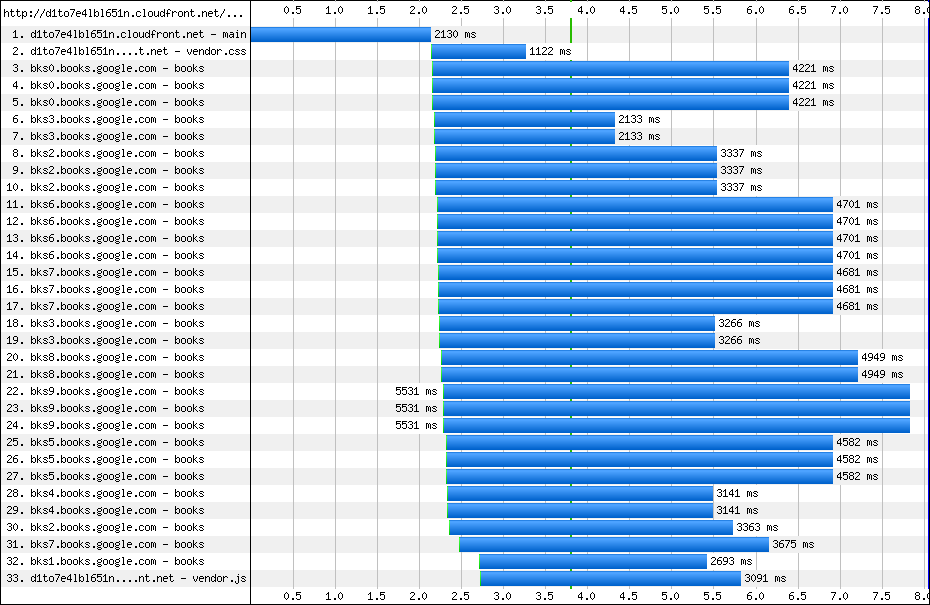 http://d1to7e4lbl651n.cloudfront.net/... 0.5 1.0 1.5 2.0 2.5 3.0 3.5 4.0 4.5 5.0 5.5 6.0 6.5 7.0 7.5 8.0
1. d1to7e4lbl651n.cloudfront.net - main 2130 ms
2. d1to7e4lbl651n....t.net - vendor.css 1122 ms
3. bks0.books.google.com - books 4221 ms
4. bks0.books.google.com - books 4221 ms
5. bks0.books.google.com - books 4221 ms
6. bks3.books.google.com - books 2133 ms
7. bks3.books.google.com - books 2133 ms
8. bks2.books.google.com - books 3337 ms
9. bks2.books.google.com - books 3337 ms
10. bks2.books.google.com - books 3337 ms
11. bks6.books.google.com - books 4701 ms
12. bks6.books.google.com - books 4701 ms
13. bks6.books.google.com - books 4701 ms
14. bks6.books.google.com - books 4701 ms
15. bks7.books.google.com - books 4681 ms
16. bks7.books.google.com - books 4681 ms
17. bks7.books.google.com - books 4681 ms
18. bks3.books.google.com - books 3266 ms
19. bks3.books.google.com - books 3266 ms
20. bks8.books.google.com - books 4949 ms
21. bks8.books.google.com - books 4949 ms
22. bks9.books.google.com - books 5531 ms
23. bks9.books.google.com - books 5531 ms
24. bks9.books.google.com - books 5531 ms
25. bks5.books.google.com - books 4582 ms
26. bks5.books.google.com - books 4582 ms
27. bks5.books.google.com - books 4582 ms
28. bks4.books.google.com - books 3141 ms
29. bks4.books.google.com - books 3141 ms
30. bks2.books.google.com - books 3363 ms
31. bks7.books.google.com - books 3675 ms
32. bks1.books.google.com - books 2693 ms
33. d1to7e4lbl651n....nt.net - vendor.js 3091 ms
0.5 1.0 1.5 2.0 2.5 3.0 3.5 4.0 4.5 5.0 5.5 6.0 6.5 7.0 7.5 8.0